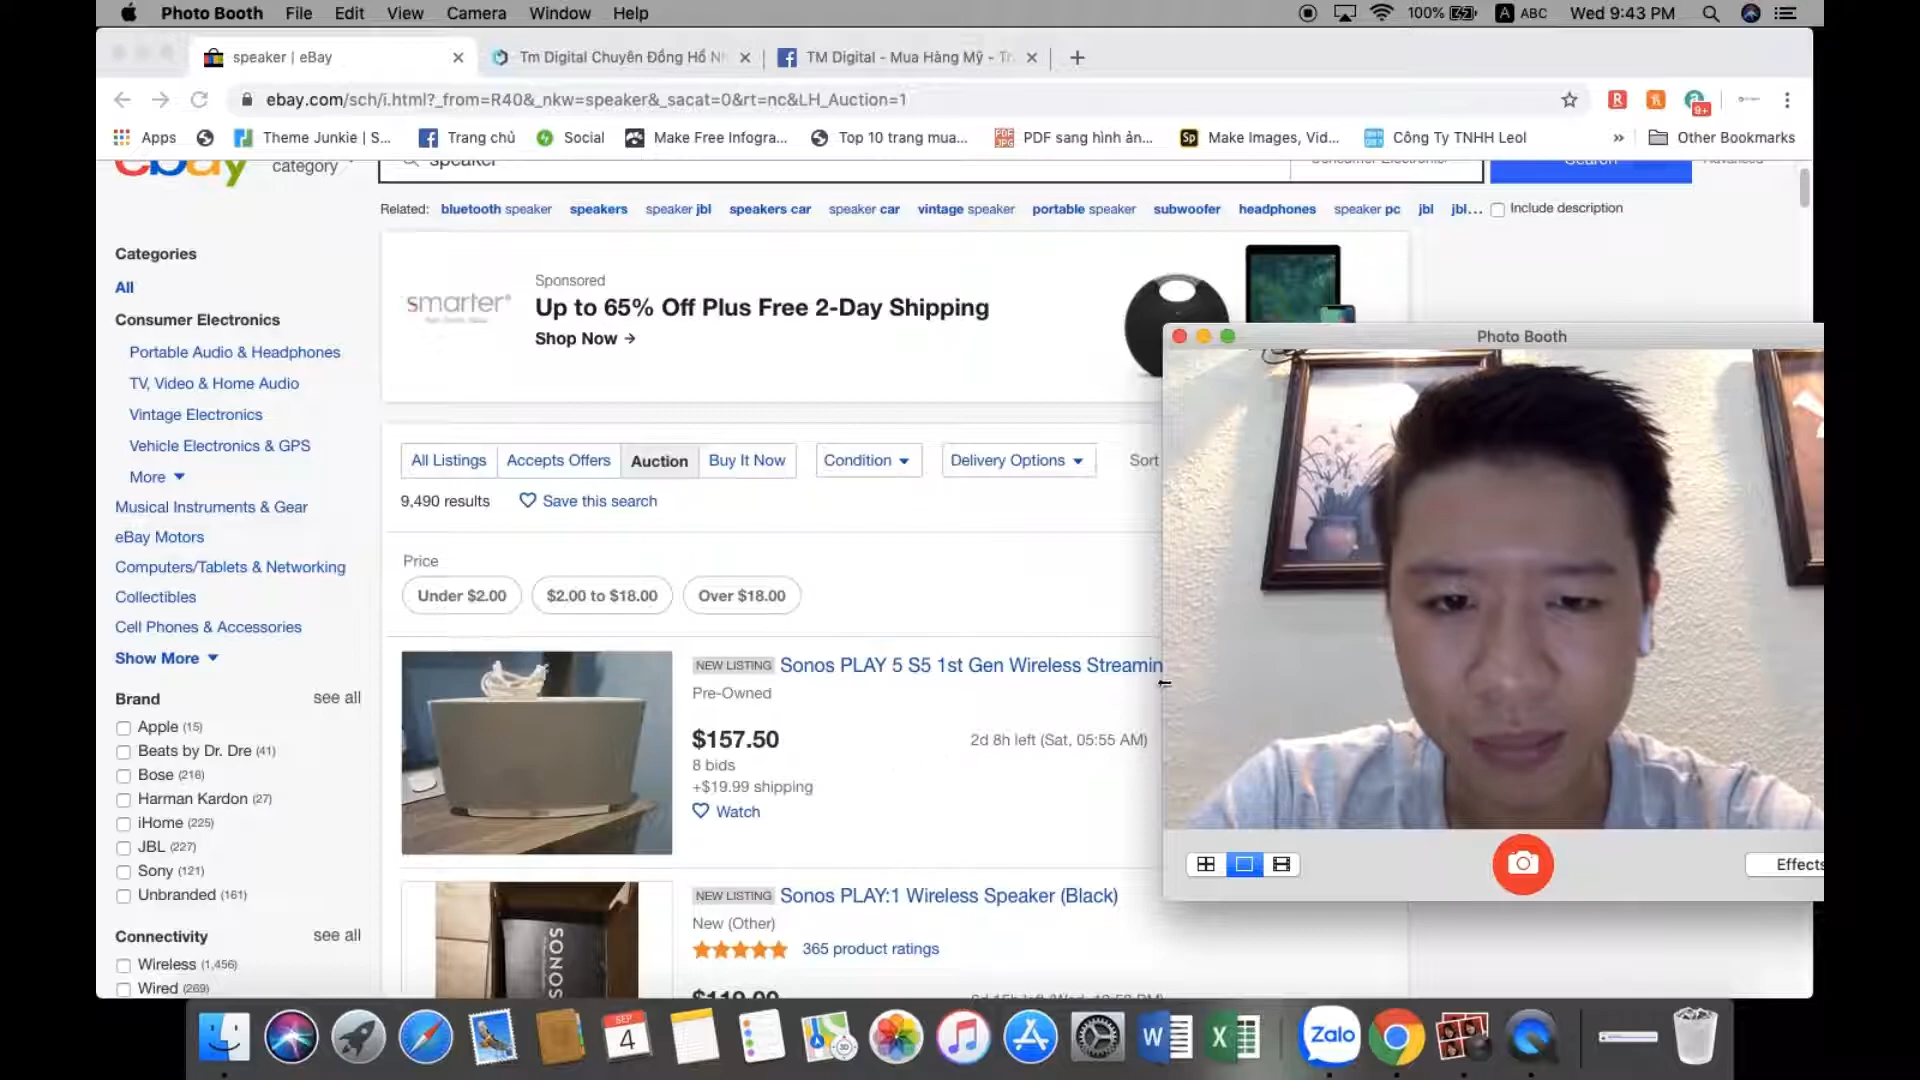 Photo Booth File Edit View Camera Window Help 100% A ABC Wed 9:43 PM
speaker | eBay Tm Digital Chuyên Đồng Hồ TM Digital - Mua Hàng Mỹ -
ebay.com/sch/i.html?_from=R40&_nkw=speaker&_sacat=0&rt=nc&LH_Auction=1
R 9+
Apps Theme Junkie | S... Trang chủ Social Make Free Infogra... Top 10 trang mua... PDF sang hình ản... Sp Make Images, Vid... Công Ty TNHH Leol » Other Bookmarks
ebay category speaker Consumer Electronics Search Advanced
Related: bluetooth speaker speakers speaker jbl speakers car speaker car vintage speaker portable speaker subwoofer headphones speaker pc jbl jbl... Include description
Categories
All
Consumer Electronics
Portable Audio & Headphones
TV, Video & Home Audio
Vintage Electronics
Vehicle Electronics & GPS
More
Musical Instruments & Gear
eBay Motors
Computers/Tablets & Networking
Collectibles
Cell Phones & Accessories
Show More
Brand see all
Apple (15)
Beats by Dr. Dre (41)
Bose (216)
Harman Kardon (27)
iHome (225)
JBL (227)
Sony (121)
Unbranded (161)
Connectivity see all
Wireless (1,456)
Wired (269)
smarter
Sponsored
Up to 65% Off Plus Free 2-Day Shipping
Shop Now →
All Listings Accepts Offers Auction Buy It Now Condition Delivery Options Sort
9,490 results Save this search
Price
Under $2.00 $2.00 to $18.00 Over $18.00
NEW LISTING Sonos PLAY 5 S5 1st Gen Wireless Streamin
Pre-Owned
$157.50 2d 8h left (Sat, 05:55 AM)
8 bids
+$19.99 shipping
Watch
NEW LISTING Sonos PLAY:1 Wireless Speaker (Black)
New (Other)
365 product ratings
SONOS
Photo Booth
Effects
SEP
4
Zalo